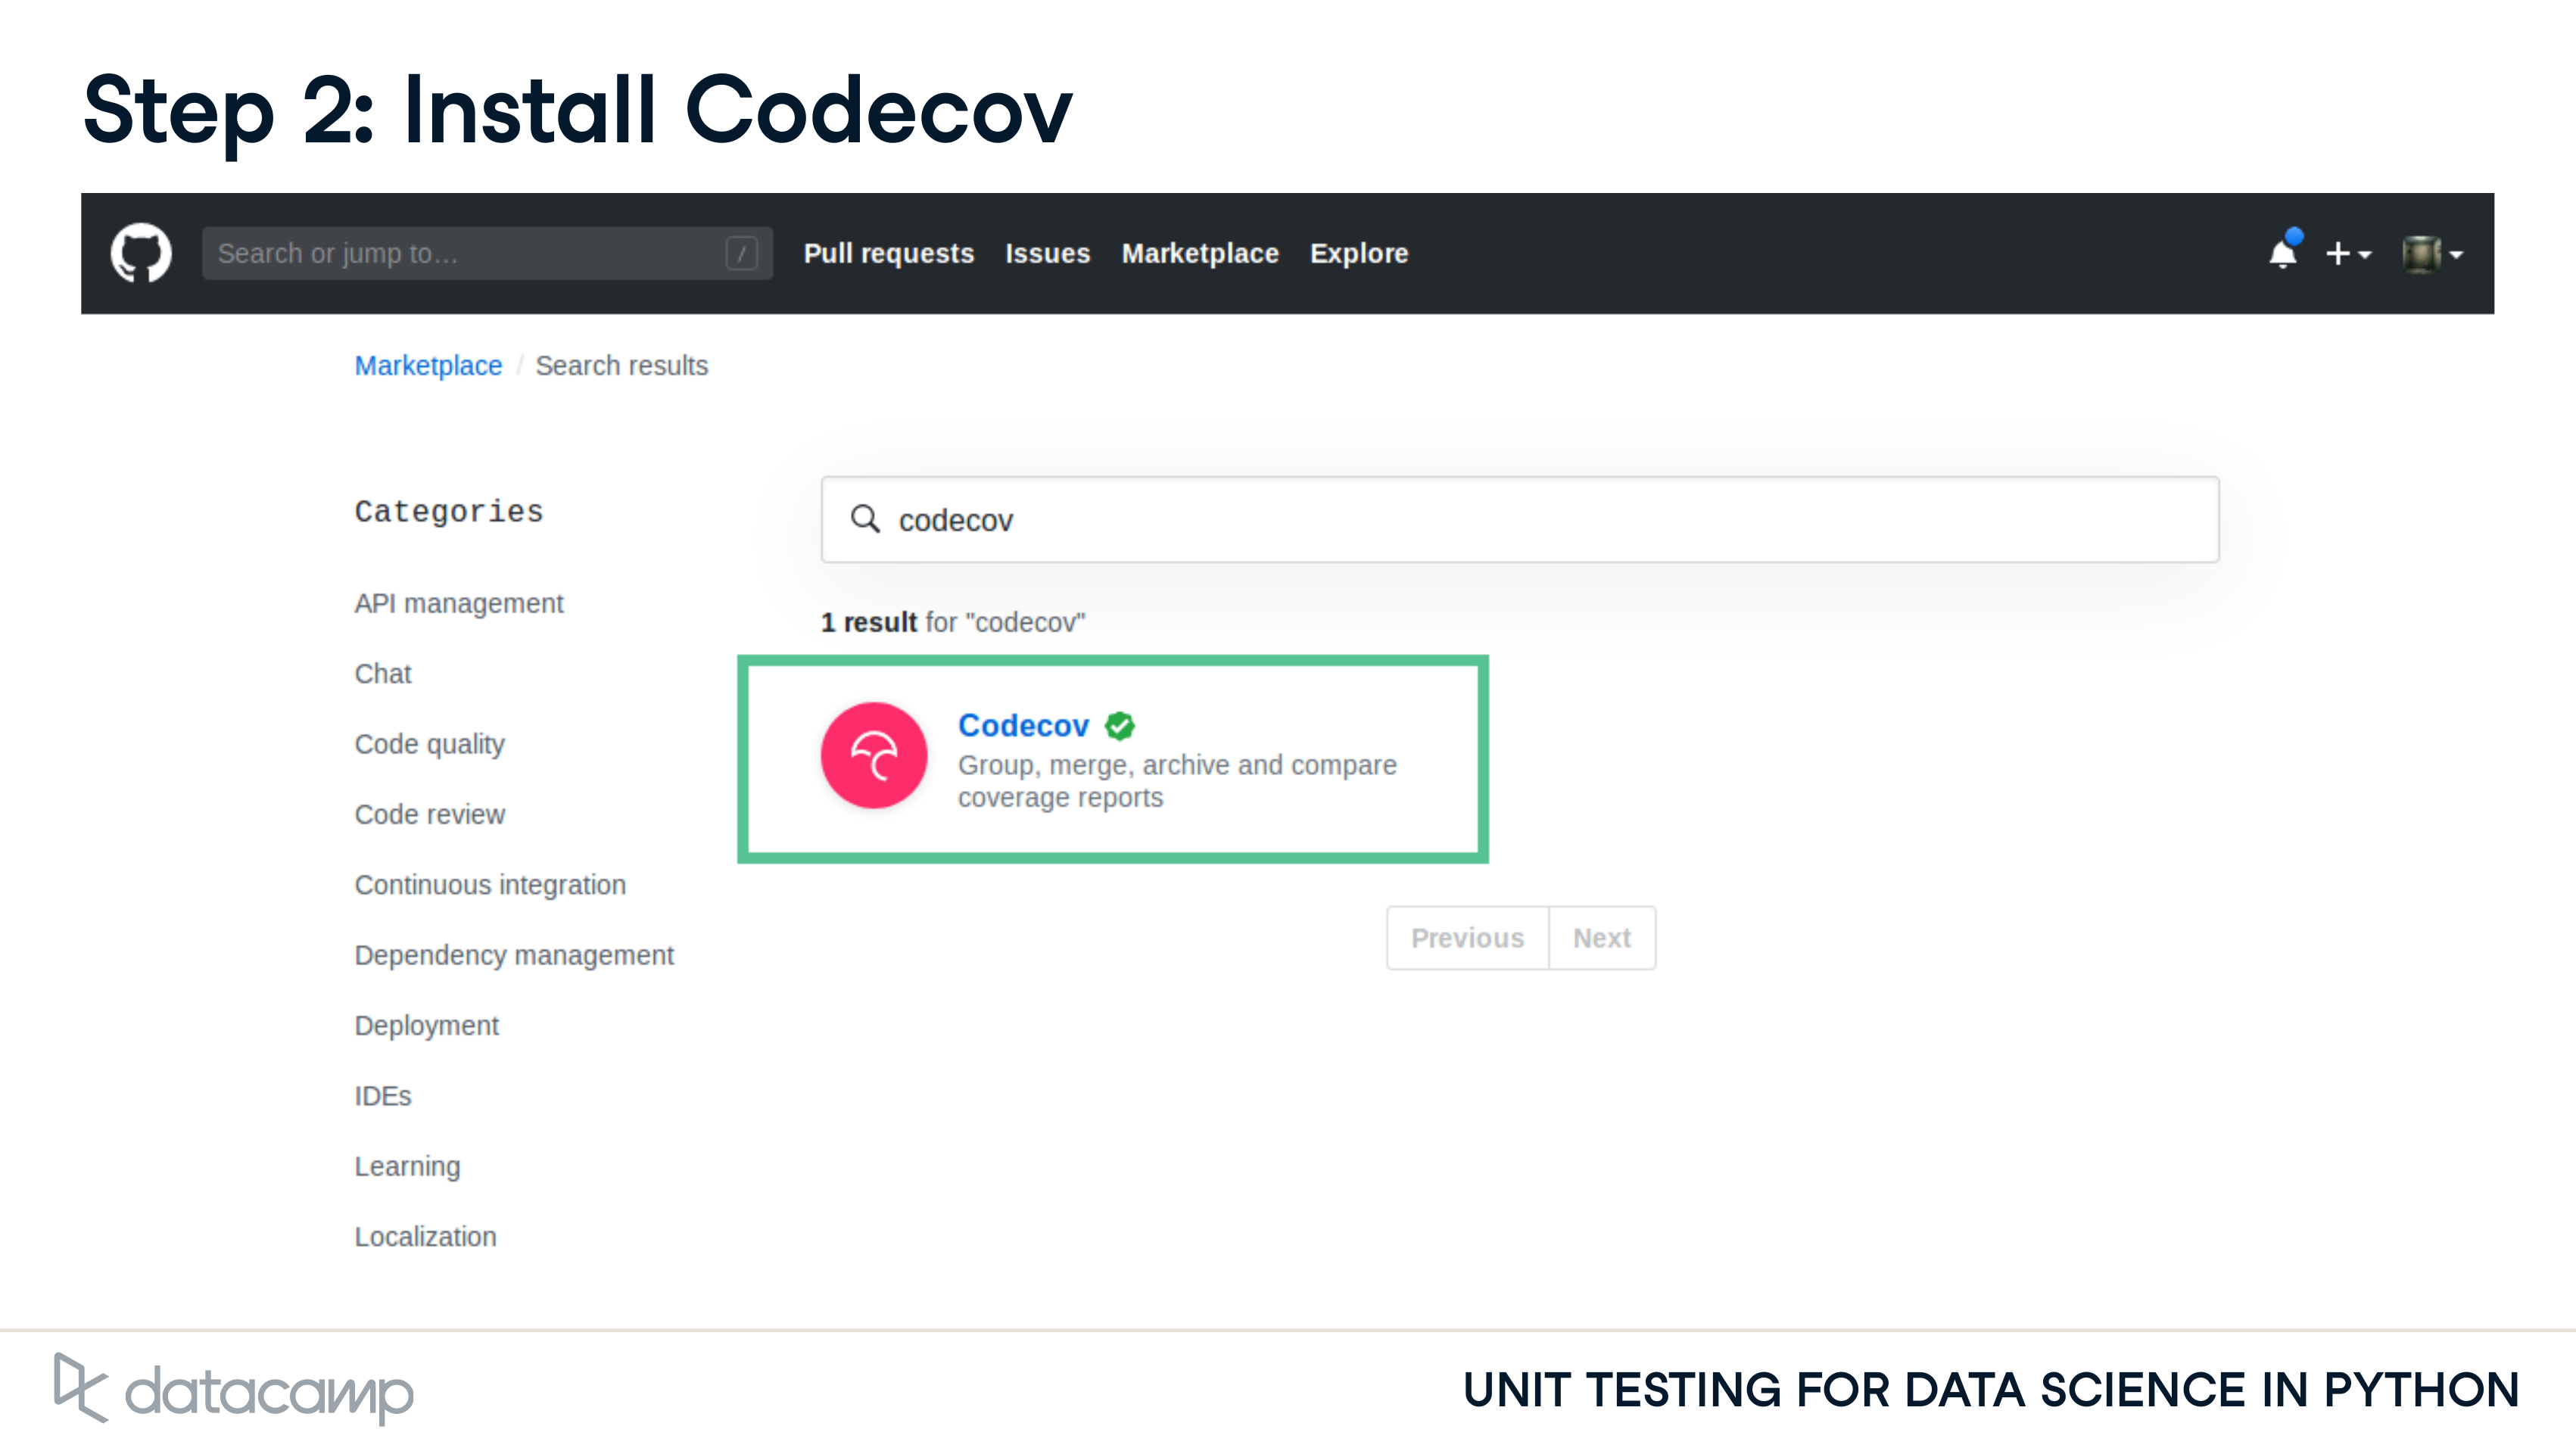 Step 2: Install Codecov
Search or jump to… /
Pull requests Issues Marketplace Explore
Marketplace / Search results
Categories
API management
Chat
Code quality
Code review
Continuous integration
Dependency management
Deployment
IDEs
Learning
Localization
codecov
1 result for "codecov"
Codecov
Group, merge, archive and compare
coverage reports
Previous Next
datacamp
UNIT TESTING FOR DATA SCIENCE IN PYTHON